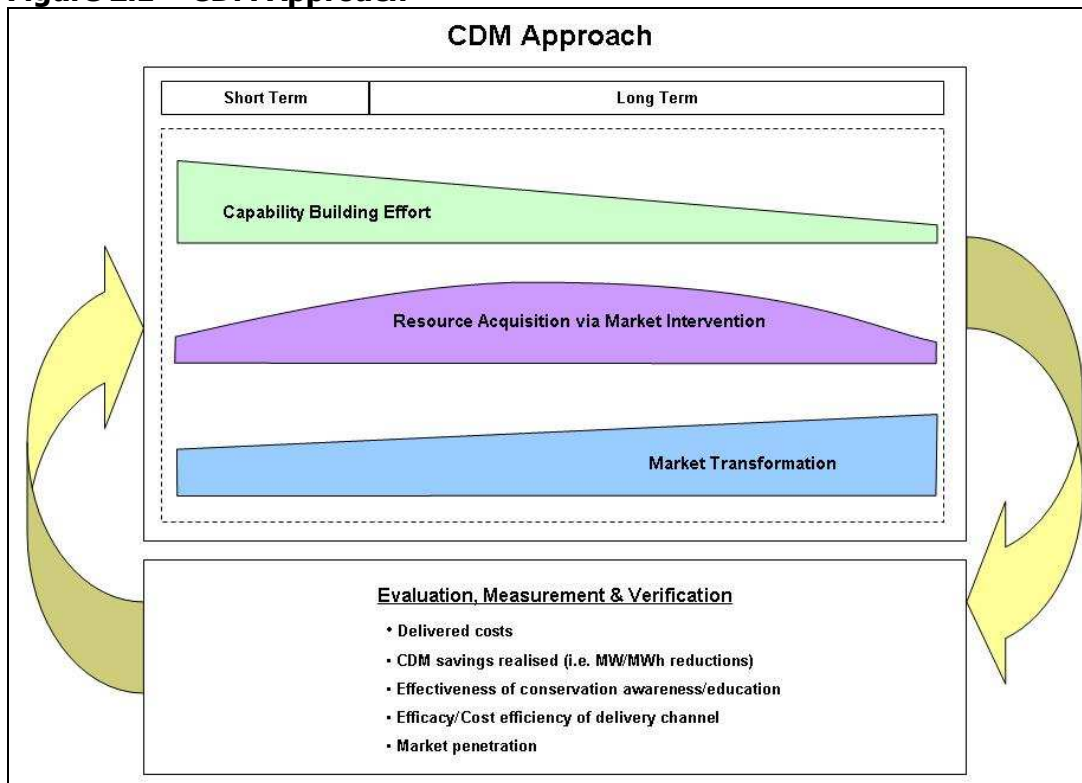 CDM Approach
Short Term
Long Term
Capability Building Effort
Resource Acquisition via Market Intervention
Market Transformation
Evaluation, Measurement & Verification
• Delivered costs
• CDM savings realised (i.e. MW/MWh reductions)
• Effectiveness of conservation awareness/education
• Efficacy/Cost efficiency of delivery channel
• Market penetration